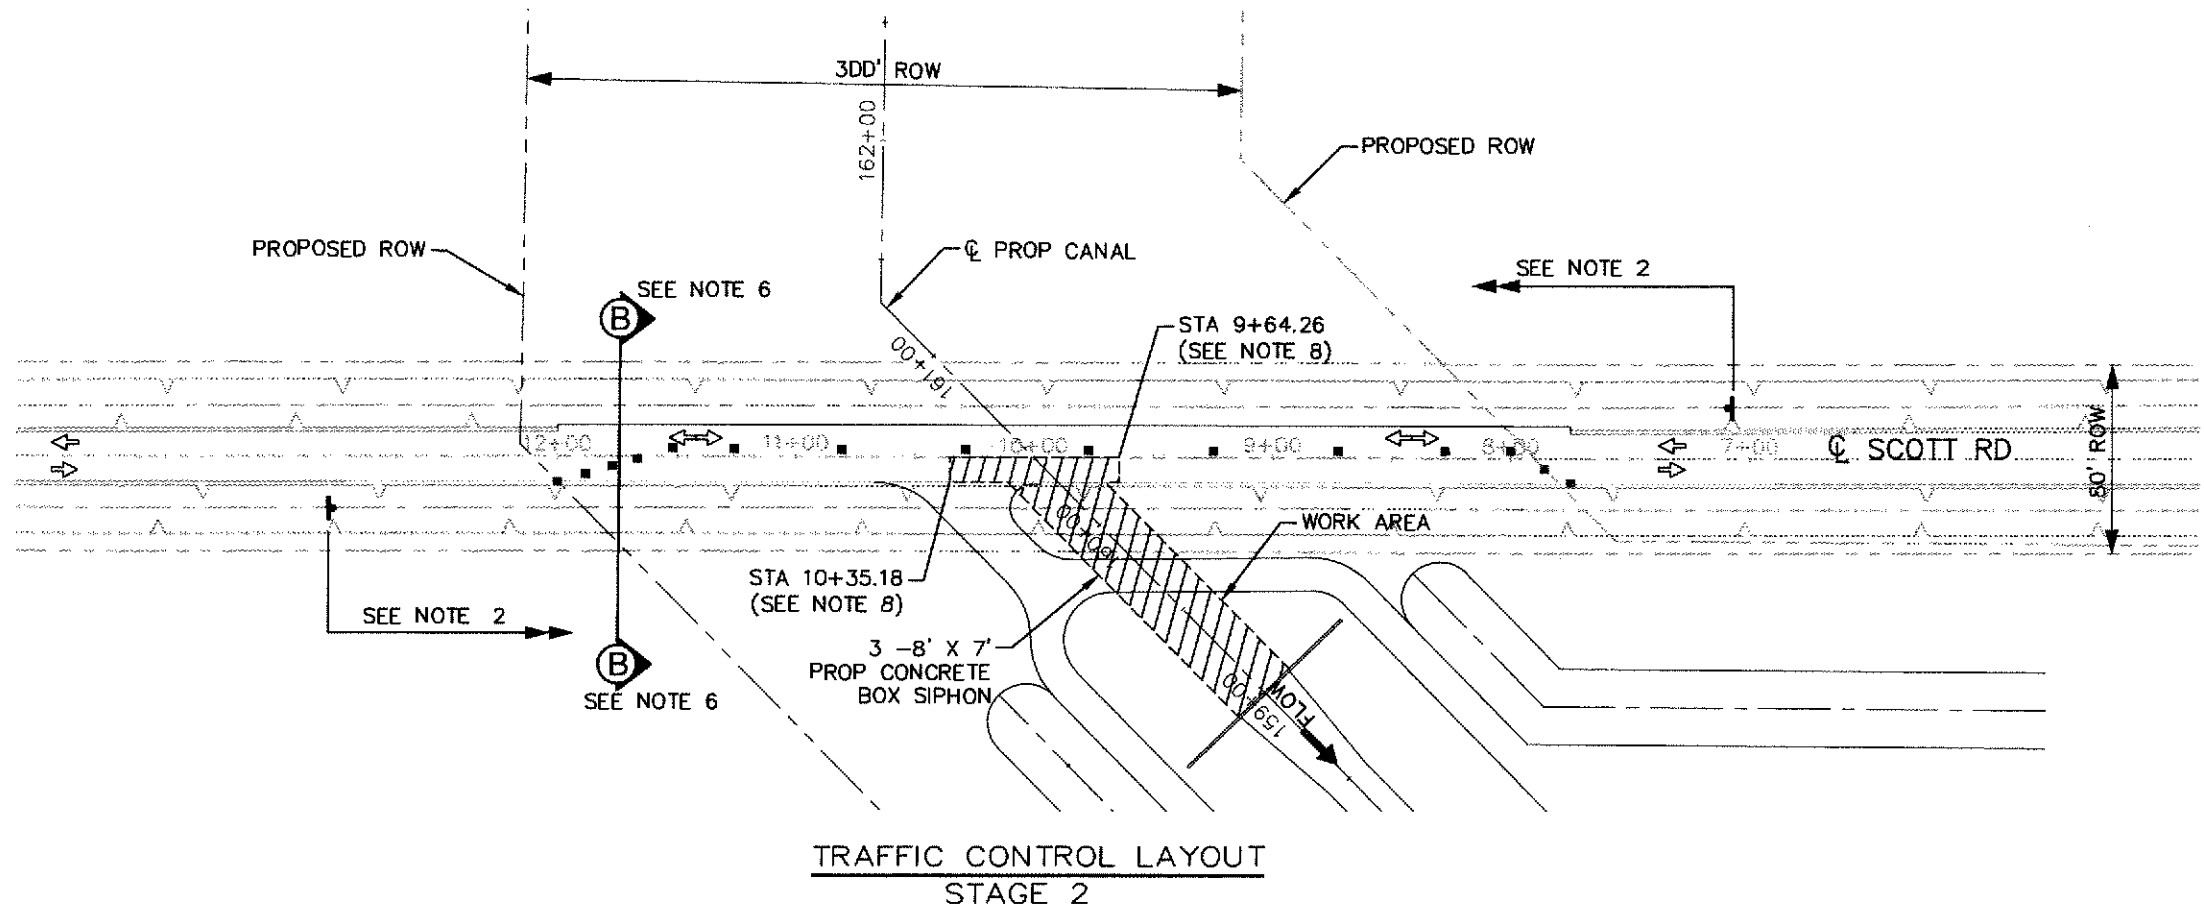 3DD' ROW
162+00
PROPOSED ROW
PROPOSED ROW
℄ PROP CANAL
SEE NOTE 2
B
SEE NOTE 6
161+00
STA 9+64.26
(SEE NOTE 8)
12+00
11+00
10+00
9+00
8+00
7+00
℄ SCOTT RD
80' ROW
160+00
WORK AREA
STA 10+35.18
(SEE NOTE 8)
SEE NOTE 2
3 -8' X 7'
PROP CONCRETE
BOX SIPHON
B
SEE NOTE 6
159+00
FLOW
TRAFFIC CONTROL LAYOUT
STAGE 2